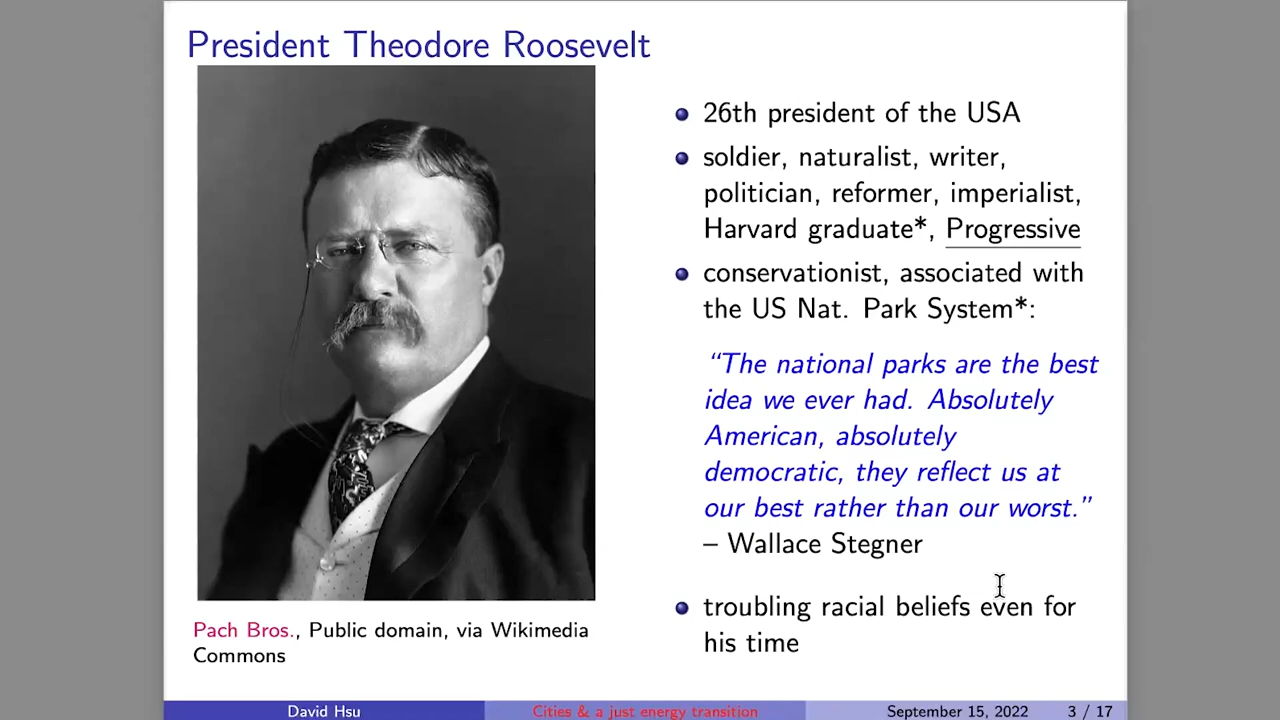 President Theodore Roosevelt
26th president of the USA
soldier, naturalist, writer,
politician, reformer, imperialist,
Harvard graduate*, Progressive
conservationist, associated with
the US Nat. Park System*:
“The national parks are the best
idea we ever had. Absolutely
American, absolutely
democratic, they reflect us at
our best rather than our worst.”
– Wallace Stegner
troubling racial beliefs even for
his time
Pach Bros., Public domain, via Wikimedia
Commons
David Hsu Cities & a just energy transition September 15, 2022 3 / 17